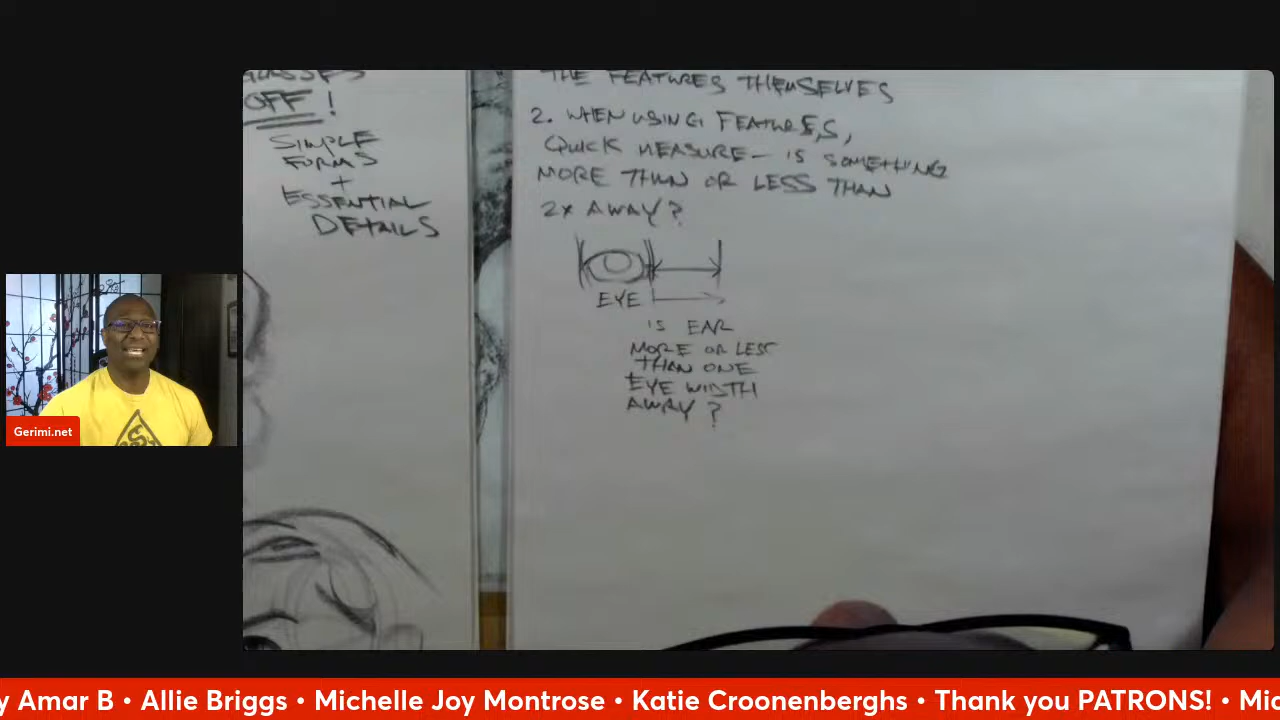 GLASSES
OFF!
SIMPLE
FORMS
+
ESSENTIAL
DETAILS
THE FEATURES THEMSELVES
2. WHEN USING FEATURES,
QUICK MEASURE - IS SOMETHING
MORE THAN OR LESS THAN
2x AWAY?
EYE
IS EAR
MORE OR LESS
THAN ONE
EYE WIDTH
AWAY?
Gerimi.net
y Amar B • Allie Briggs • Michelle Joy Montrose • Katie Croonenberghs • Thank you PATRONS! • Mic